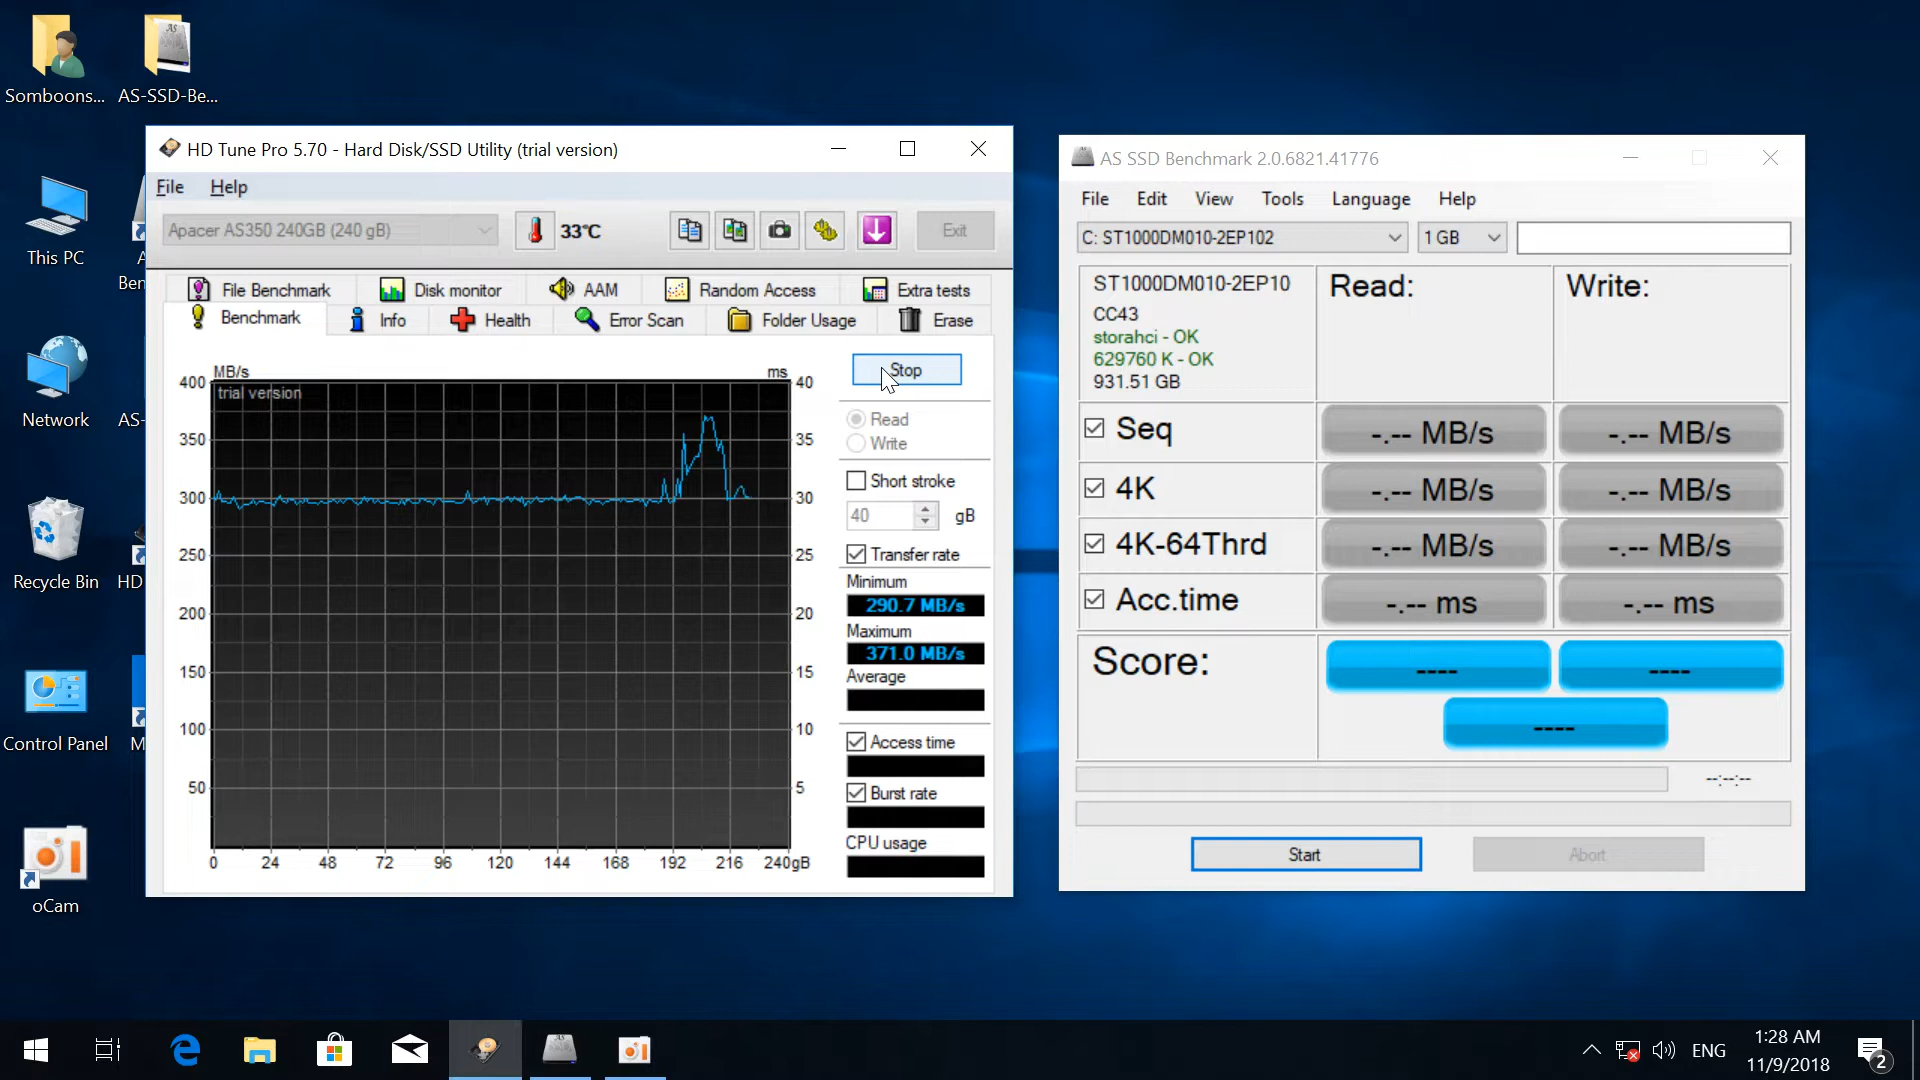 Somboons...
AS-SSD-Be...
This PC
Ben
Network
AS-
Recycle Bin
HD
Control Panel
M
oCam
HD Tune Pro 5.70 - Hard Disk/SSD Utility (trial version)
File
Help
Apacer AS350 240GB (240 gB)
33℃
Exit
File Benchmark
Disk monitor
AAM
Random Access
Extra tests
Benchmark
Info
Health
Error Scan
Folder Usage
Erase
MB/s
ms
trial version
400
350
300
250
200
150
100
50
40
35
30
25
20
15
10
5
0
24
48
72
96
120
144
168
192
216
240gB
Stop
Read
Write
Short stroke
40
gB
Transfer rate
Minimum
290.7 MB/s
Maximum
371.0 MB/s
Average
Access time
Burst rate
CPU usage
AS SSD Benchmark 2.0.6821.41776
File
Edit
View
Tools
Language
Help
C: ST1000DM010-2EP102
1 GB
ST1000DM010-2EP10
CC43
storahci - OK
629760 K - OK
931.51 GB
Read:
Write:
Seq
-.-- MB/s
-.-- MB/s
4K
-.-- MB/s
-.-- MB/s
4K-64Thrd
-.-- MB/s
-.-- MB/s
Acc.time
-.-- ms
-.-- ms
Score:
----
----
----
--:--:--
Start
Abort
ENG
1:28 AM
11/9/2018
2